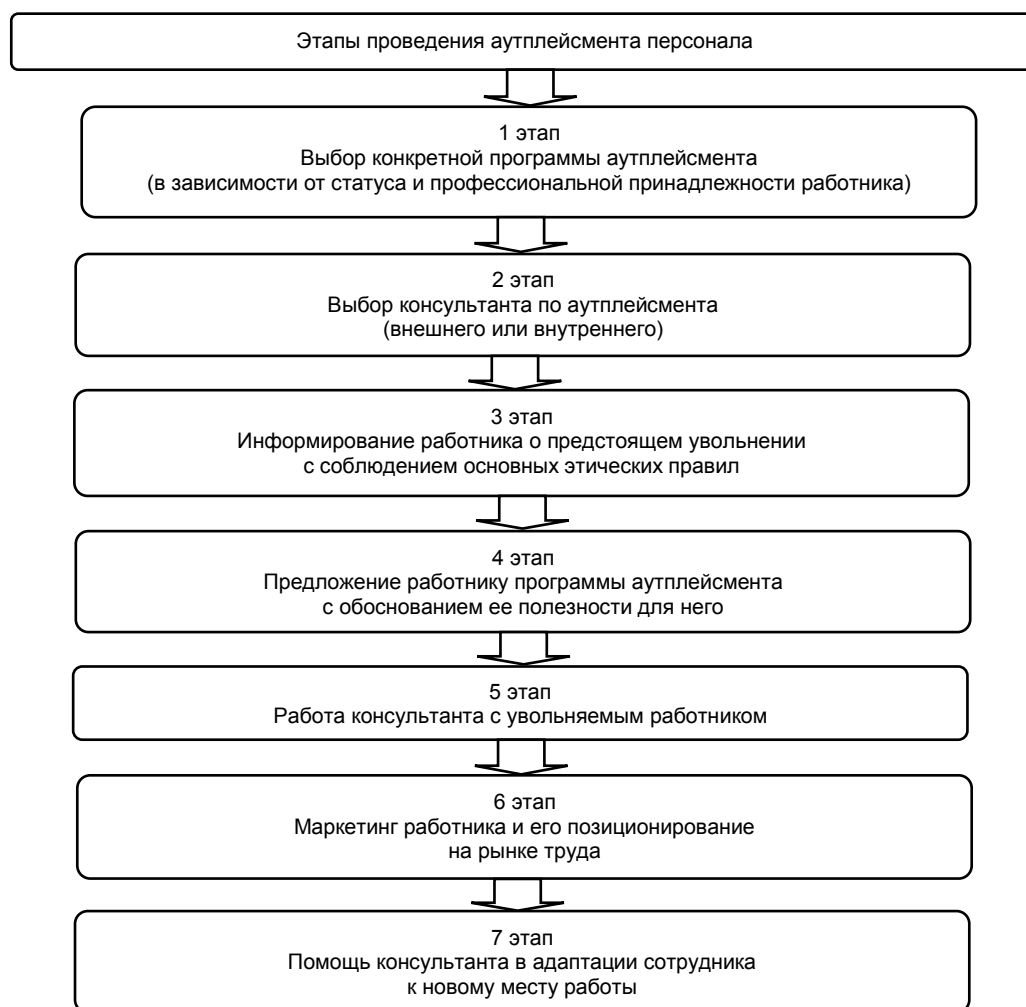 Этапы проведения аутплейсмента персонала
1 этап
Выбор конкретной программы аутплейсмента
(в зависимости от статуса и профессиональной принадлежности работника)
2 этап
Выбор консультанта по аутплейсмента
(внешнего или внутреннего)
3 этап
Информирование работника о предстоящем увольнении
с соблюдением основных этических правил
4 этап
Предложение работнику программы аутплейсмента
с обоснованием ее полезности для него
5 этап
Работа консультанта с увольняемым работником
6 этап
Маркетинг работника и его позиционирование
на рынке труда
7 этап
Помощь консультанта в адаптации сотрудника
к новому месту работы